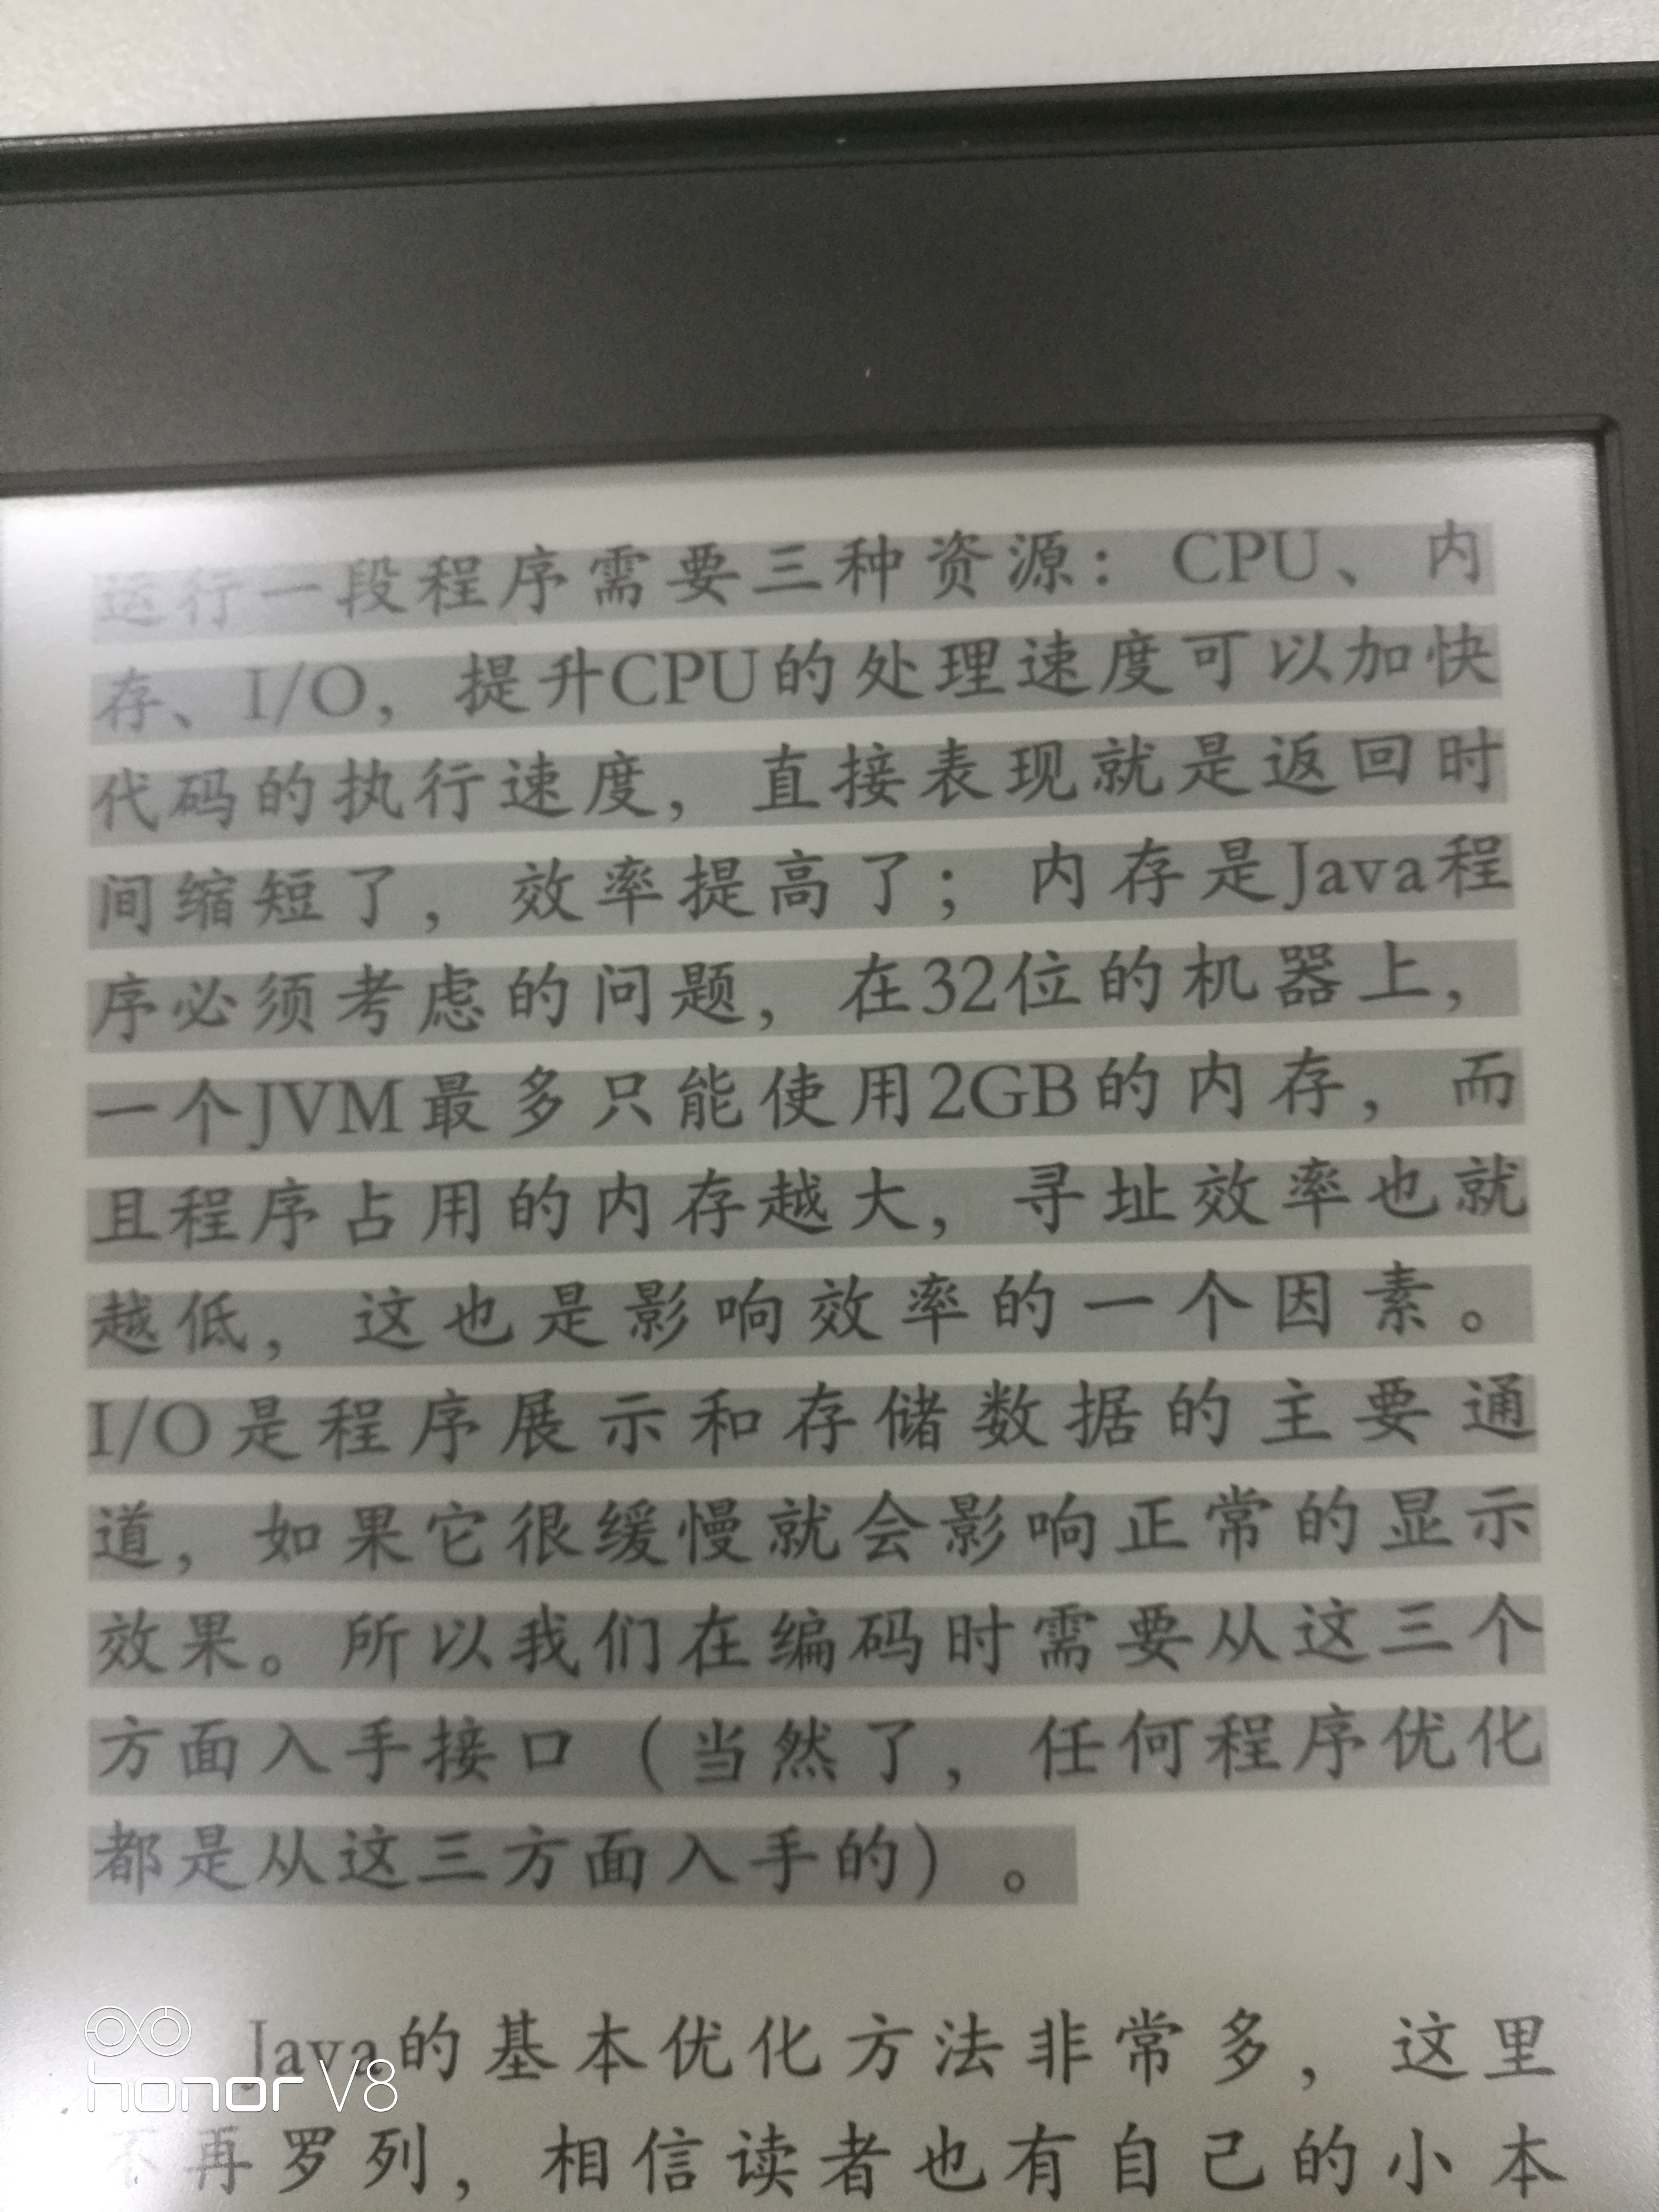 运行一段程序需要三种资源：CPU、内
存、I/O，提升CPU的处理速度可以加快
代码的执行速度，直接表现就是返回时
间缩短了，效率提高了；内存是Java程
序必须考虑的问题，在32位的机器上，
一个JVM最多只能使用2GB的内存，而
且程序占用的内存越大，寻址效率也就
越低，这也是影响效率的一个因素。
I/O是程序展示和存储数据的主要通
道，如果它很缓慢就会影响正常的显示
效果。所以我们在编码时需要从这三个
方面入手接口（当然了，任何程序优化
都是从这三方面入手的）。
Java的基本优化方法非常多，这里
不再罗列，相信读者也有自己的小本
honor V8